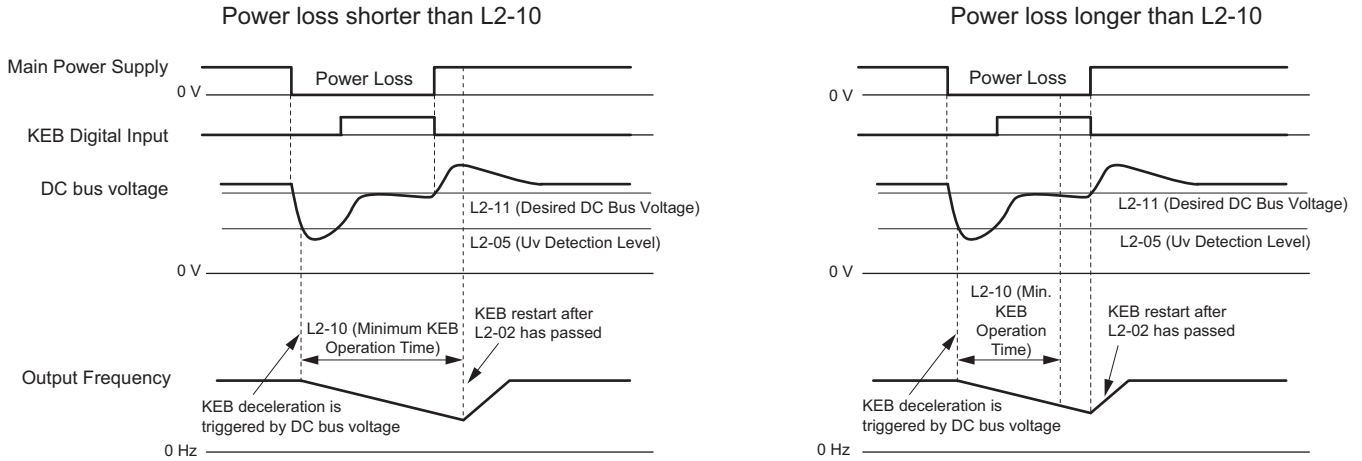 Power loss shorter than L2-10
Main Power Supply
Power Loss
0 V
KEB Digital Input
DC bus voltage
L2-11 (Desired DC Bus Voltage)
L2-05 (Uv Detection Level)
0 V
L2-10 (Minimum KEB
Operation Time)
KEB restart after
L2-02 has passed
Output Frequency
KEB deceleration is
triggered by DC bus voltage
0 Hz
Power loss longer than L2-10
Power Loss
0 V
L2-11 (Desired DC Bus Voltage)
L2-05 (Uv Detection Level)
0 V
L2-10 (Min.
KEB
Operation
Time)
KEB restart after
L2-02 has passed
KEB deceleration is
triggered by DC bus voltage
0 Hz